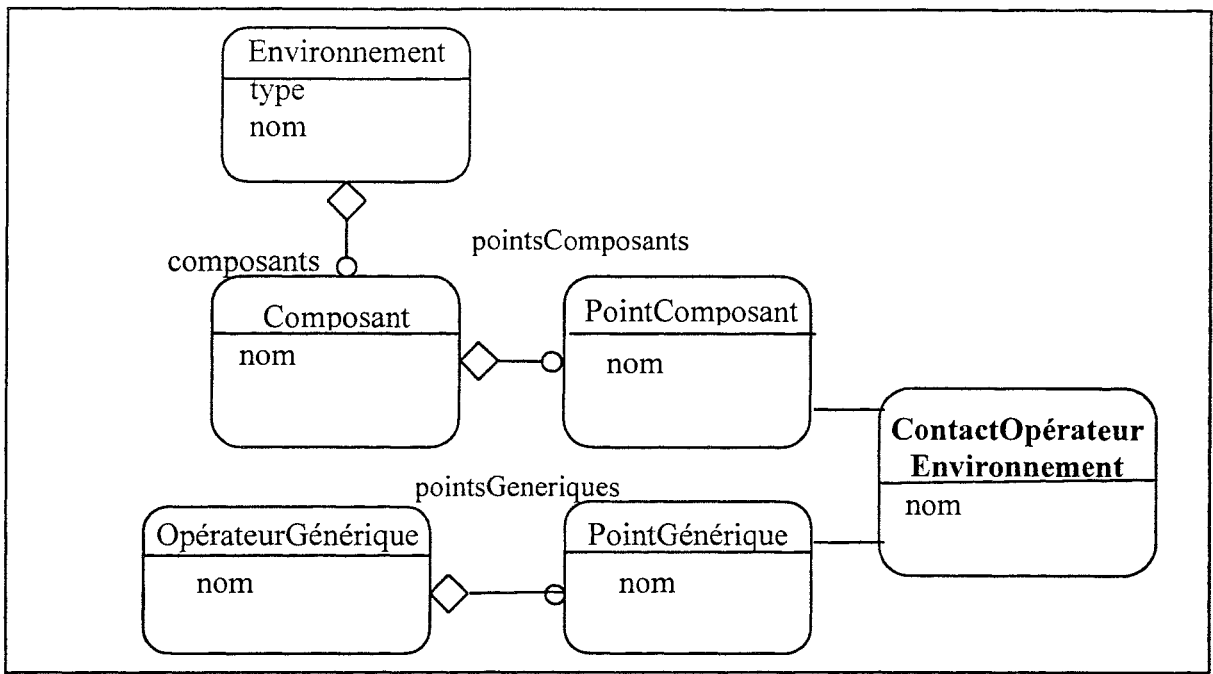 Environnement
type
nom
composants
pointsComposants
Composant
nom
PointComposant
nom
ContactOpérateur
Environnement
nom
pointsGeneriques
OpérateurGénérique
nom
PointGénérique
nom